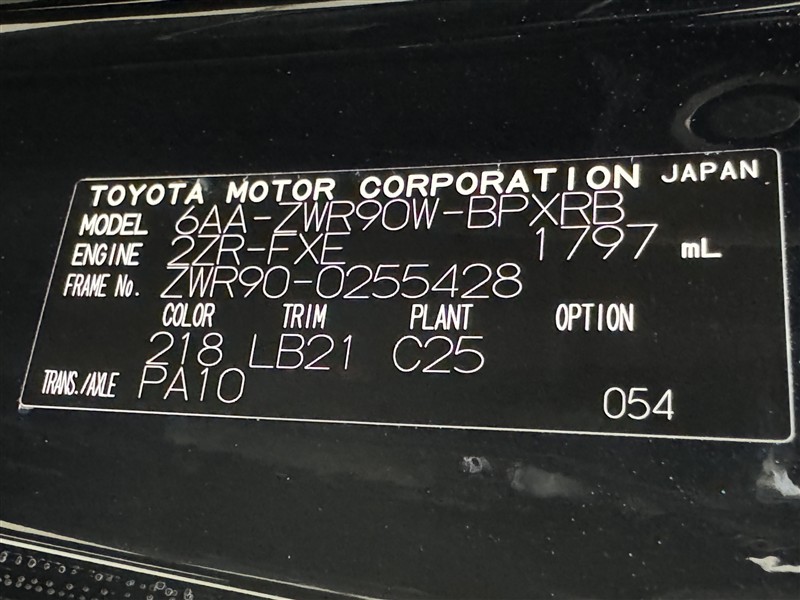 TOYOTA MOTOR CORPORATION JAPAN
MODEL 6AA-ZWR90W-BPXRB
ENGINE 2ZR-FXE 1797 mL
FRAME No. ZWR90-0255428
COLOR TRIM PLANT OPTION
218 LB21 C25
TRANS./AXLE PA10 054